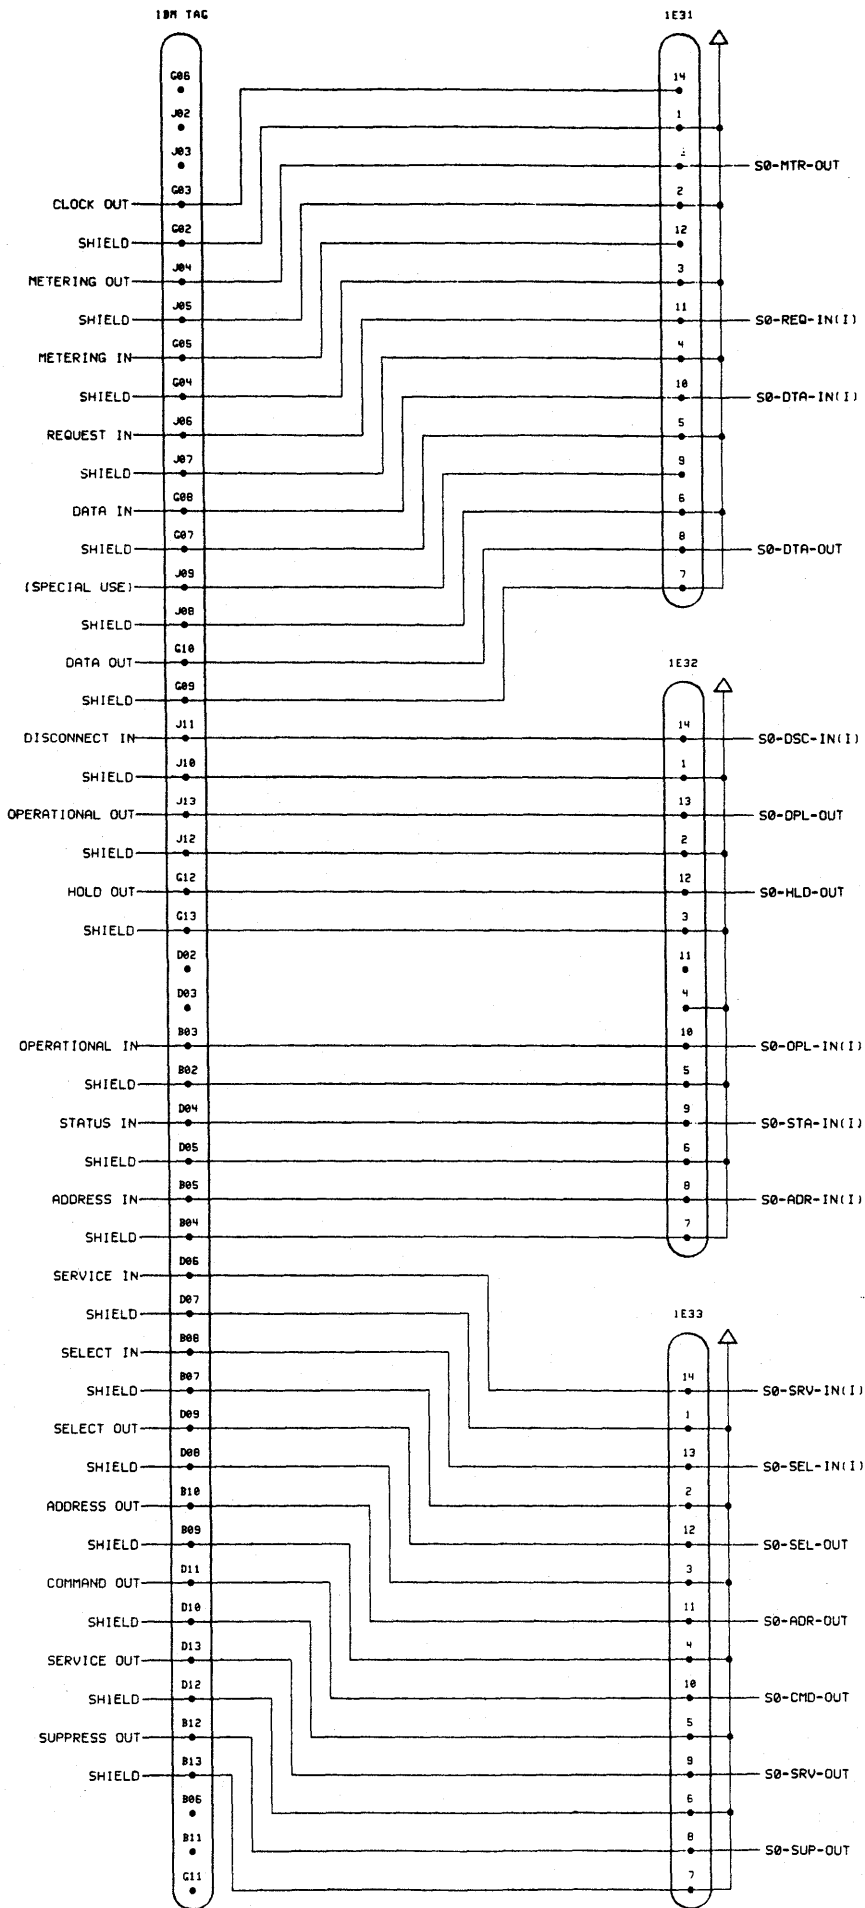 IBM TAG 1E31
G06 14
J02 1
J03
S0-MTR-OUT
CLOCK OUT G03 2
SHIELD G02 12
METERING OUT J04 3
SHIELD J05 11 S0-REQ-IN(I)
METERING IN G05 4
SHIELD G04 10 S0-DTA-IN(I)
REQUEST IN J06 5
SHIELD J07 9
DATA IN G08 6
SHIELD G07 8 S0-DTA-OUT
(SPECIAL USE) J09 7
SHIELD J08
DATA OUT G10 1E32
SHIELD G09
DISCONNECT IN J11 14 S0-DSC-IN(I)
SHIELD J10 1
OPERATIONAL OUT J13 13 S0-OPL-OUT
SHIELD J12 2
HOLD OUT G12 12 S0-HLD-OUT
SHIELD G13 3
D02 11
D03 4
OPERATIONAL IN B03 10 S0-OPL-IN(I)
SHIELD B02 5
STATUS IN D04 9 S0-STA-IN(I)
SHIELD D05 6
ADDRESS IN B05 8 S0-ADR-IN(I)
SHIELD B04 7
SERVICE IN D06
SHIELD D07 1E33
SELECT IN B08
SHIELD B07 14 S0-SRV-IN(I)
SELECT OUT D09 1
SHIELD D08 13 S0-SEL-IN(I)
ADDRESS OUT B10 2
SHIELD B09 12 S0-SEL-OUT
COMMAND OUT D11 3
SHIELD D10 11 S0-ADR-OUT
SERVICE OUT D13 4
SHIELD D12 10 S0-CMD-OUT
SUPPRESS OUT B12 5
SHIELD B13 9 S0-SRV-OUT
B06 6
B11 8 S0-SUP-OUT
G11 7